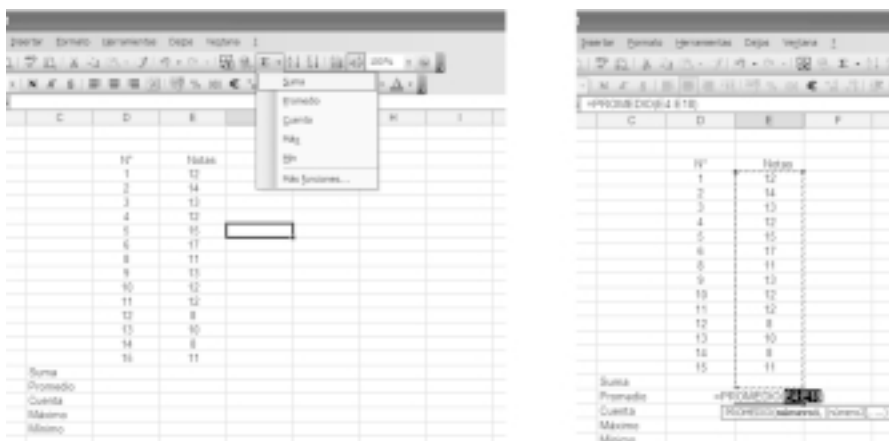 Insertar Formato Herramientas Datos Ventana ?
100%
N K S
Suma
Promedio
Cuenta
Máx
Mín
Más funciones...
C D E H I
N° Notas
1 12
2 14
3 13
4 12
5 15
6 17
8 11
9 13
10 12
11 12
12 8
13 10
14 8
15 11
Suma
Promedio
Cuenta
Máximo
Mínimo
Insertar Formato Herramientas Datos Ventana ?
N K S
=PROMEDIO(E4:E18)
C D E F
N° Notas
1 12
2 14
3 13
4 12
5 15
6 17
8 11
9 13
10 12
11 12
12 8
13 10
14 8
15 11
Suma
Promedio =PROMEDIO(E4:E18)
Cuenta PROMEDIO(número1, [número2], ...)
Máximo
Mínimo